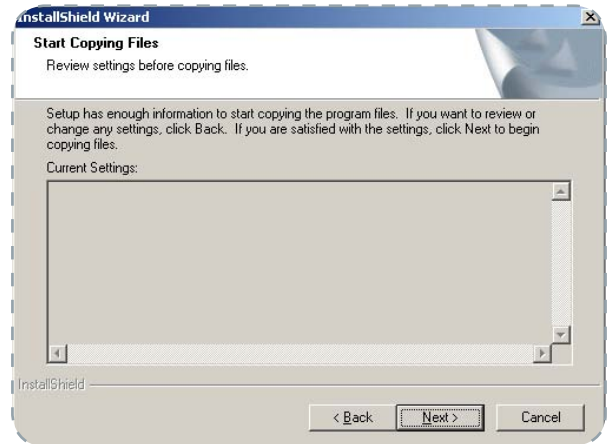 InstallShield Wizard
Start Copying Files
Review settings before copying files.
Setup has enough information to start copying the program files. If you want to review or
change any settings, click Back. If you are satisfied with the settings, click Next to begin
copying files.
Current Settings:
InstallShield
< Back Next > Cancel